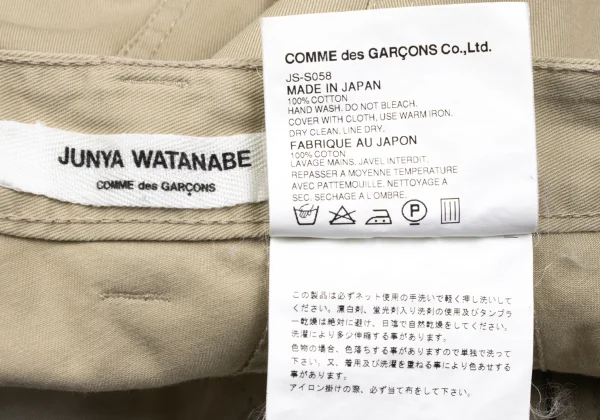 JUNYA WATANABE
COMME des GARÇONS
COMME des GARÇONS Co., Ltd.
JS-S058
MADE IN JAPAN
100% COTTON
HAND WASH. DO NOT BLEACH.
COVER WITH CLOTH, USE WARM IRON.
DRY CLEAN. LINE DRY.
FABRIQUE AU JAPON
100% COTON
LAVAGE MAINS. JAVEL INTERDIT.
REPASSER A MOYENNE TEMPERATURE
AVEC PATTEMOUILLE. NETTOYAGE A
SEC. SECHAGE A L'OMBRE.
P
この製品は必ずネット使用の手洗いで軽く押し洗いして
ください。漂白剤、蛍光剤入り洗剤の使用及びタンブラ
ー乾燥は絶対に避け、日陰で自然乾燥をしてください。
洗濯により多少伸縮する事があります。
色物の場合、色落ちする事がありますので単独で洗って
下さい。又、着用及び洗濯を重ねる事により色あせする
事があります。
アイロン掛けの際、必ず当て布をして下さい。